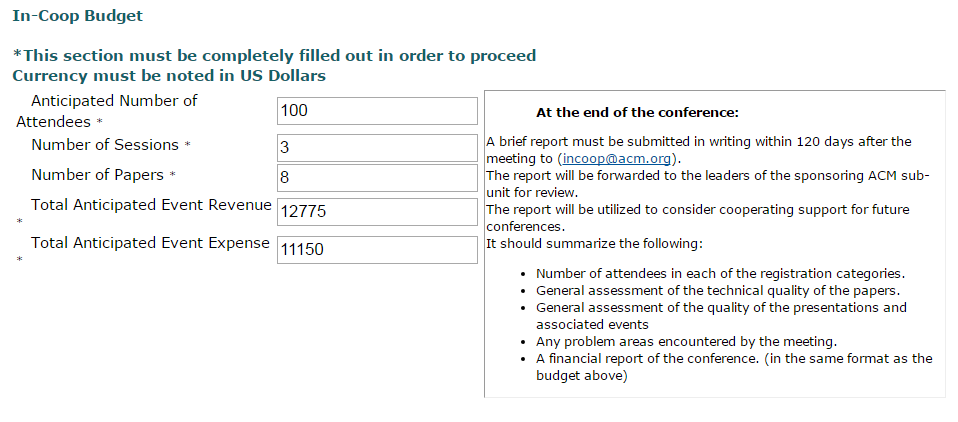 In-Coop Budget
*This section must be completely filled out in order to proceed
Currency must be noted in US Dollars
Anticipated Number of
Attendees *
100
Number of Sessions *
3
Number of Papers *
8
Total Anticipated Event Revenue
*
12775
Total Anticipated Event Expense
*
11150
At the end of the conference:
A brief report must be submitted in writing within 120 days after the
meeting to (incoop@acm.org).
The report will be forwarded to the leaders of the sponsoring ACM sub-
unit for review.
The report will be utilized to consider cooperating support for future
conferences.
It should summarize the following:
• Number of attendees in each of the registration categories.
• General assessment of the technical quality of the papers.
• General assessment of the quality of the presentations and
associated events
• Any problem areas encountered by the meeting.
• A financial report of the conference. (in the same format as the
budget above)